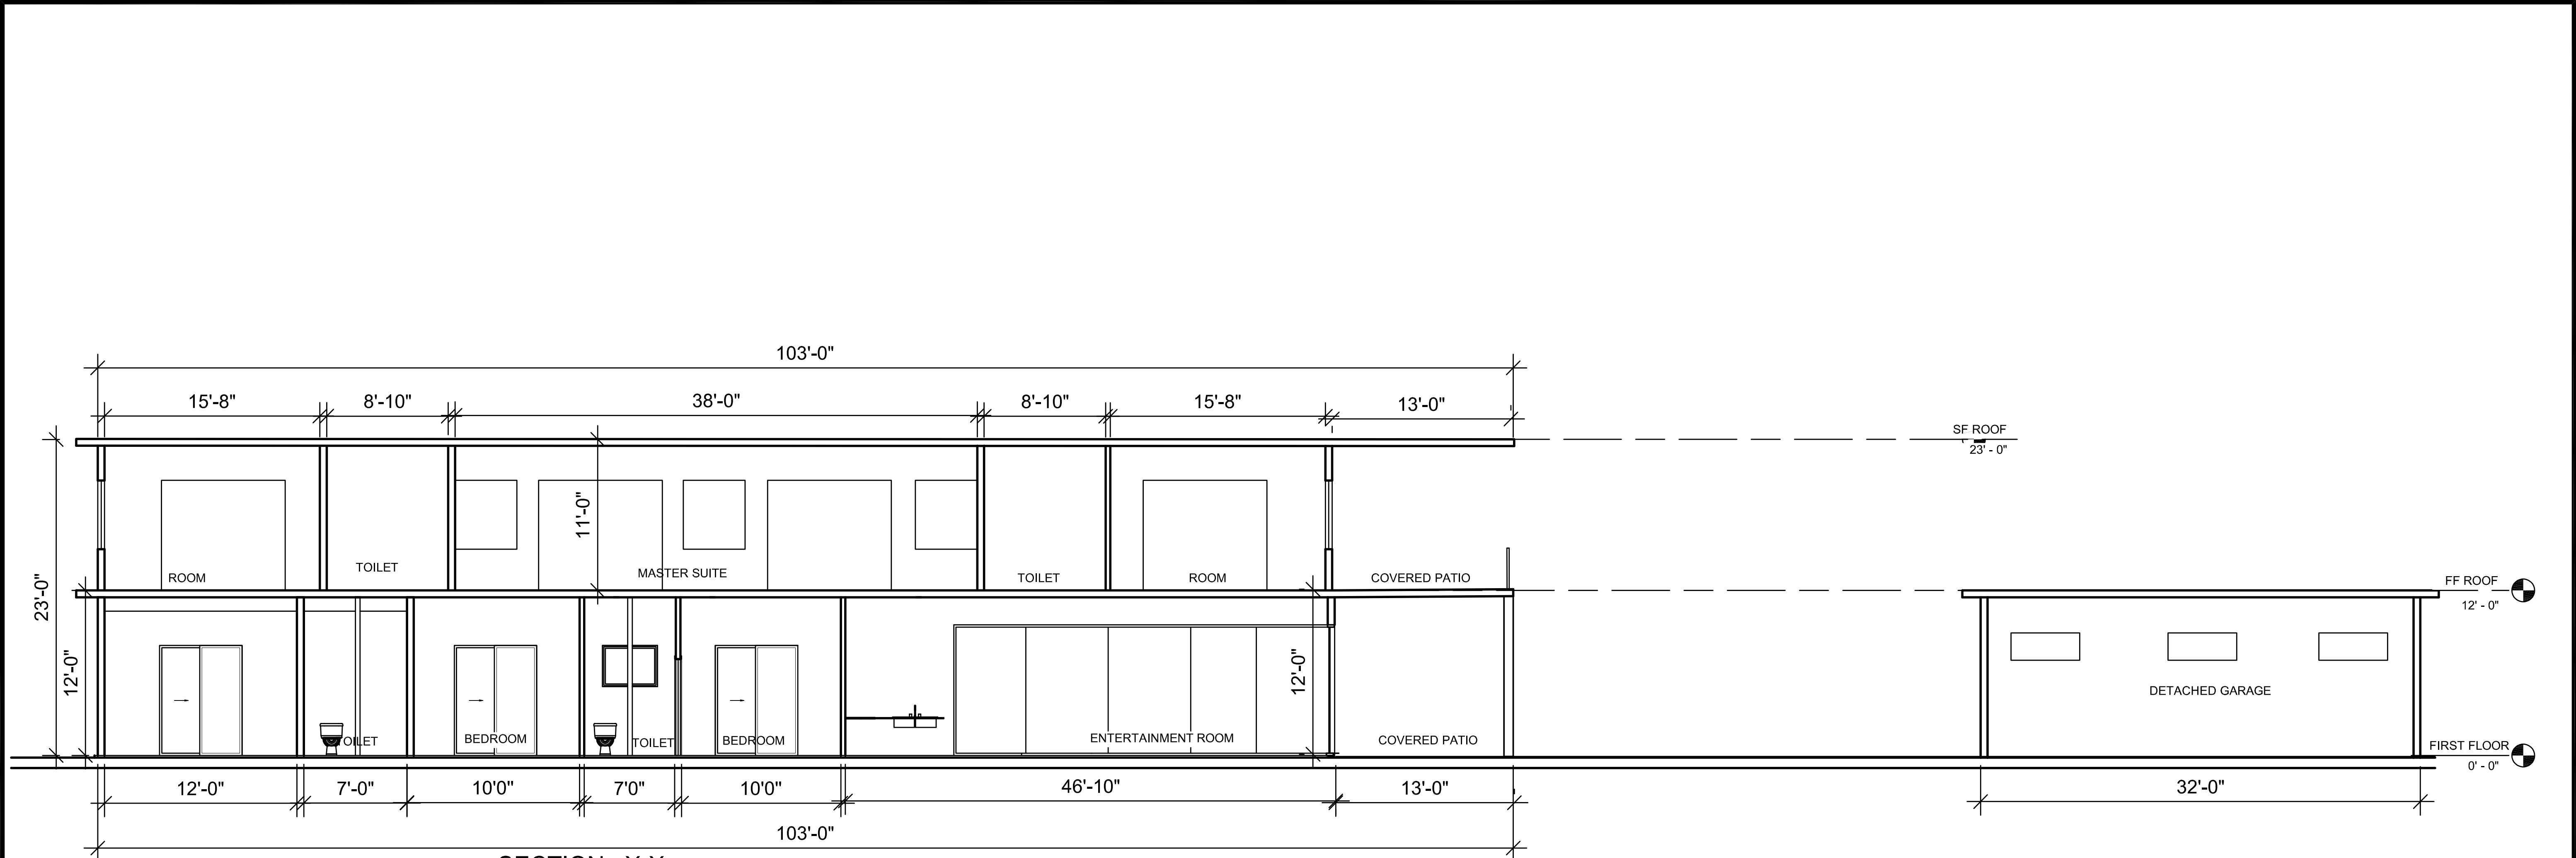 103'-0"
15'-8"
8'-10"
38'-0"
8'-10"
15'-8"
13'-0"
SF ROOF
23' - 0"
11'-0"
23'-0"
ROOM
TOILET
MASTER SUITE
TOILET
ROOM
COVERED PATIO
FF ROOF
12' - 0"
12'-0"
12'-0"
DETACHED GARAGE
TOILET
BEDROOM
TOILET
BEDROOM
ENTERTAINMENT ROOM
COVERED PATIO
FIRST FLOOR
0' - 0"
12'-0"
7'-0"
10'0"
7'0"
10'0"
46'-10"
13'-0"
32'-0"
103'-0"